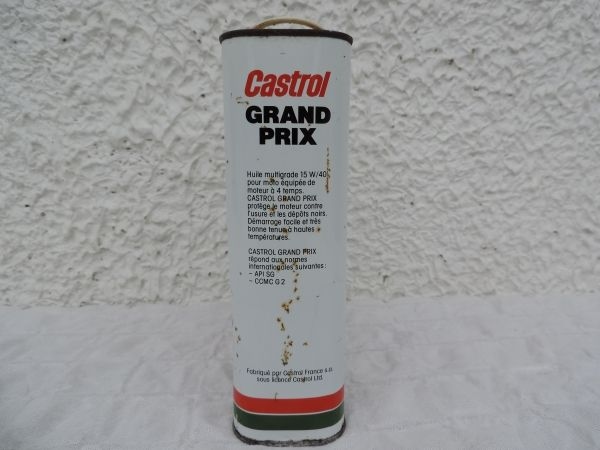 Castrol
GRAND
PRIX
Huile multigrade 15 W/40
pour moto équipée de
moteur à 4 temps.
CASTROL GRAND PRIX
protège le moteur contre
l'usure et les dépôts noirs.
Démarrage facile et très
bonne tenue à hautes
températures.
CASTROL GRAND PRIX
répond aux normes
internationales suivantes :
- API SG
- CCMC G 2
Fabriqué par Castrol France s.a.
sous licence Castrol Ltd.